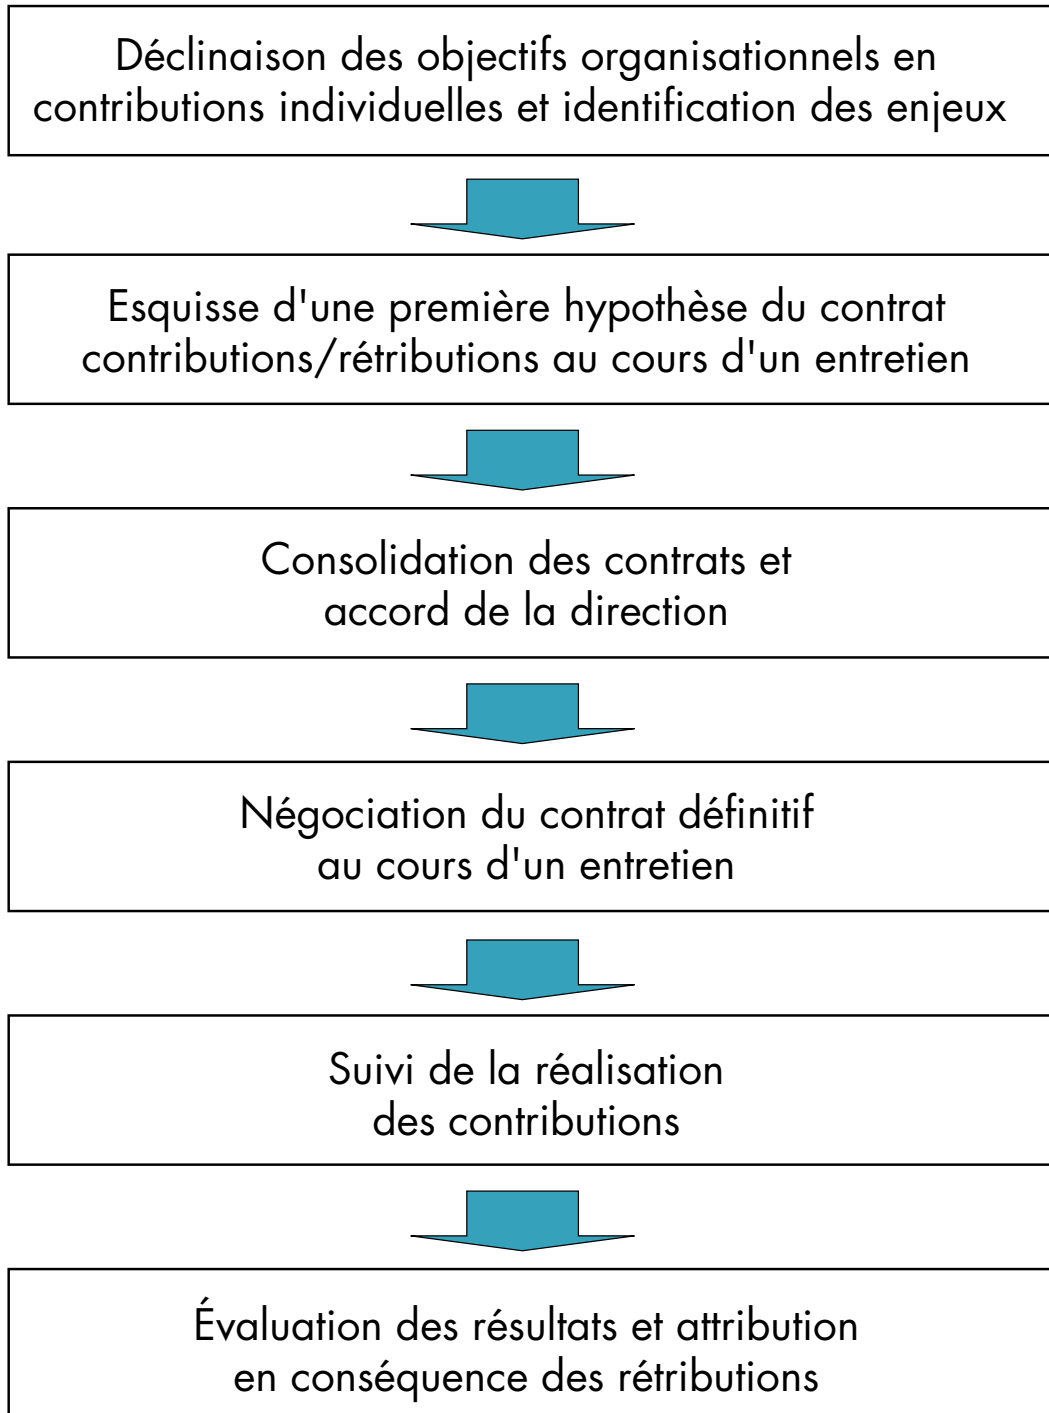 Déclinaison des objectifs organisationnels en
contributions individuelles et identification des enjeux
Esquisse d'une première hypothèse du contrat
contributions/rétributions au cours d'un entretien
Consolidation des contrats et
accord de la direction
Négociation du contrat définitif
au cours d'un entretien
Suivi de la réalisation
des contributions
Évaluation des résultats et attribution
en conséquence des rétributions